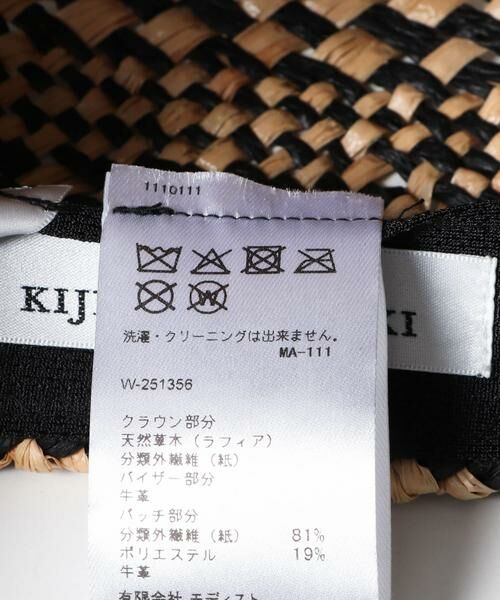 1110111
W
KIJI
KI
洗濯・クリーニングは出来ません。
MA-111
W-251356
クラウン部分
天然草木（ラフィア）
分類外繊維（紙）
バイザー部分
牛革
パッチ部分
分類外繊維（紙） 81%
ポリエステル 19%
牛革
有限会社 モディスト